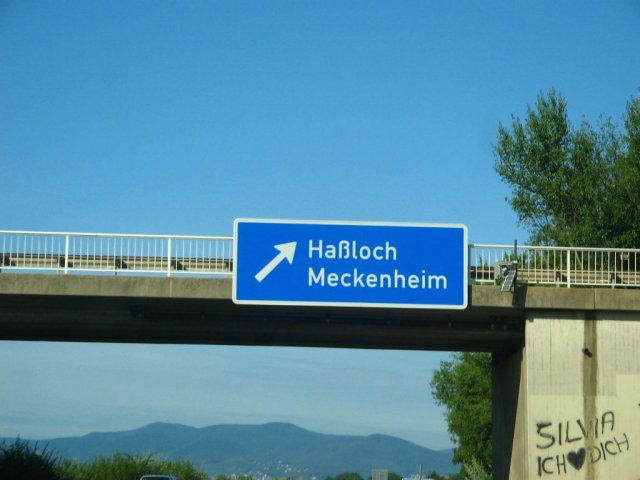 Haßloch
Meckenheim
SILVIA
ICH ♥ DICH